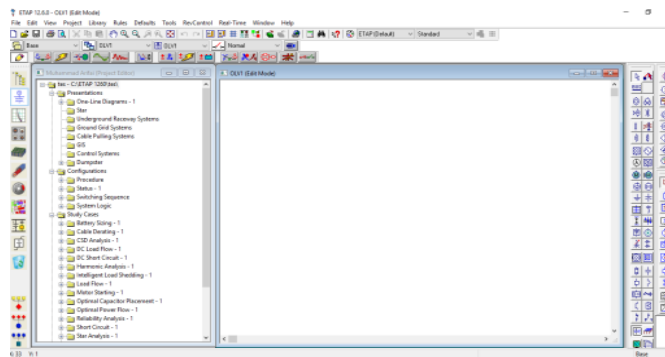 ETAP 12.6.0 - OLV1 (Edit Mode)
File Edit View Project Library Rules Defaults Tools RevControl Real-Time Window Help
ETAP (Default) Standard
Base OLV1 OLV1 Normal
(Project Editor)
OLV1 (Edit Mode)
Presentations
One-Line Diagrams - 1
Star
Underground Raceway Systems
Ground Grid Systems
Cable Pulling Systems
GIS
Control Systems
Dumpster
Configurations
Procedure
Status - 1
Switching Sequence
System Logic
Study Cases
Battery Sizing - 1
Cable Derating - 1
CSD Analysis - 1
DC Load Flow - 1
DC Short Circuit - 1
Harmonic Analysis - 1
Intelligent Load Shedding - 1
Load Flow - 1
Motor Starting - 1
Optimal Capacitor Placement - 1
Optimal Power Flow - 1
Reliability Analysis - 1
Short Circuit - 1
Star Analysis - 1
Base